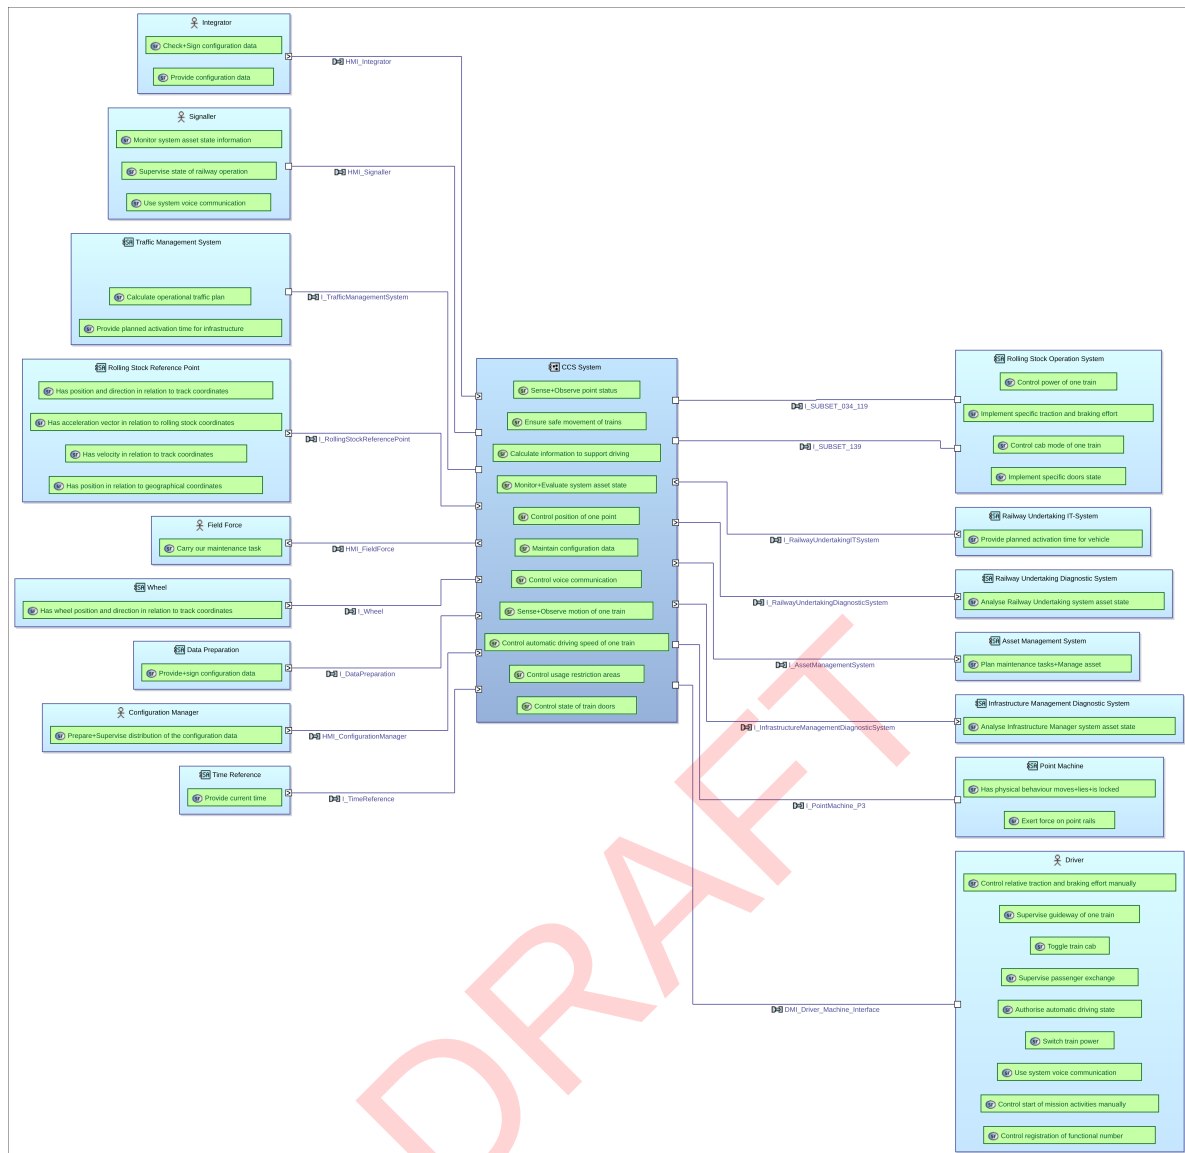 Integrator
Check+Sign configuration data
Provide configuration data
HMI_Integrator
Signaller
Monitor system asset state information
Supervise state of railway operation
Use system voice communication
HMI_Signaller
Traffic Management System
Calculate operational traffic plan
Provide planned activation time for infrastructure
I_TrafficManagementSystem
Rolling Stock Reference Point
Has position and direction in relation to track coordinates
Has acceleration vector in relation to rolling stock coordinates
Has velocity in relation to track coordinates
Has position in relation to geographical coordinates
I_RollingStockReferencePoint
Field Force
Carry our maintenance task
HMI_FieldForce
Wheel
Has wheel position and direction in relation to track coordinates
I_Wheel
Data Preparation
Provide+sign configuration data
I_DataPreparation
Configuration Manager
Prepare+Supervise distribution of the configuration data
HMI_ConfigurationManager
Time Reference
Provide current time
I_TimeReference
CCS System
Sense+Observe point status
Ensure safe movement of trains
Calculate information to support driving
Monitor+Evaluate system asset state
Control position of one point
Maintain configuration data
Control voice communication
Sense+Observe motion of one train
Control automatic driving speed of one train
Control usage restriction areas
Control state of train doors
I_SUBSET_034_119
I_SUBSET_139
I_RailwayUndertakingITSystem
I_RailwayUndertakingDiagnosticSystem
I_AssetManagementSystem
I_InfrastructureManagementDiagnosticSystem
I_PointMachine_P3
DMI_Driver_Machine_Interface
Rolling Stock Operation System
Control power of one train
Implement specific traction and braking effort
Control cab mode of one train
Implement specific doors state
Railway Undertaking IT-System
Provide planned activation time for vehicle
Railway Undertaking Diagnostic System
Analyse Railway Undertaking system asset state
Asset Management System
Plan maintenance tasks+Manage asset
Infrastructure Management Diagnostic System
Analyse Infrastructure Manager system asset state
Point Machine
Has physical behaviour moves+lies+is locked
Exert force on point rails
Driver
Control relative traction and braking effort manually
Supervise guideway of one train
Toggle train cab
Supervise passenger exchange
Authorise automatic driving state
Switch train power
Use system voice communication
Control start of mission activities manually
Control registration of functional number
DRAFT